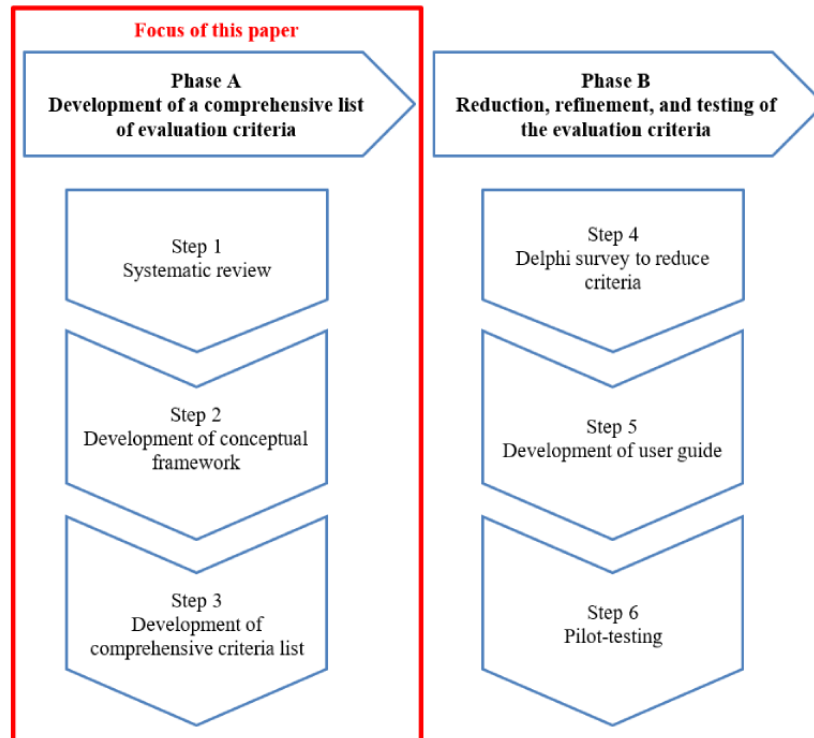 Focus of this paper
Phase A
Development of a comprehensive list
of evaluation criteria
Step 1
Systematic review
Step 2
Development of conceptual
framework
Step 3
Development of
comprehensive criteria list
Phase B
Reduction, refinement, and testing of
the evaluation criteria
Step 4
Delphi survey to reduce
criteria
Step 5
Development of user guide
Step 6
Pilot-testing